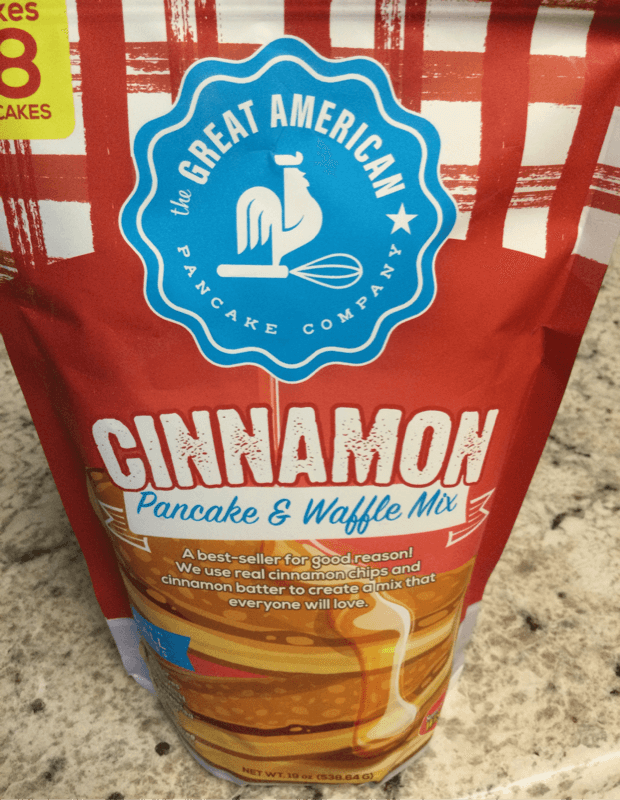 kes
8
CAKES
the GREAT AMERICAN
PANCAKE COMPANY
CINNAMON
Pancake & Waffle Mix
A best-seller for good reason!
We use real cinnamon chips and
cinnamon batter to create a mix that
everyone will love.
ALL
NET WT. 19 oz (538.64 G)